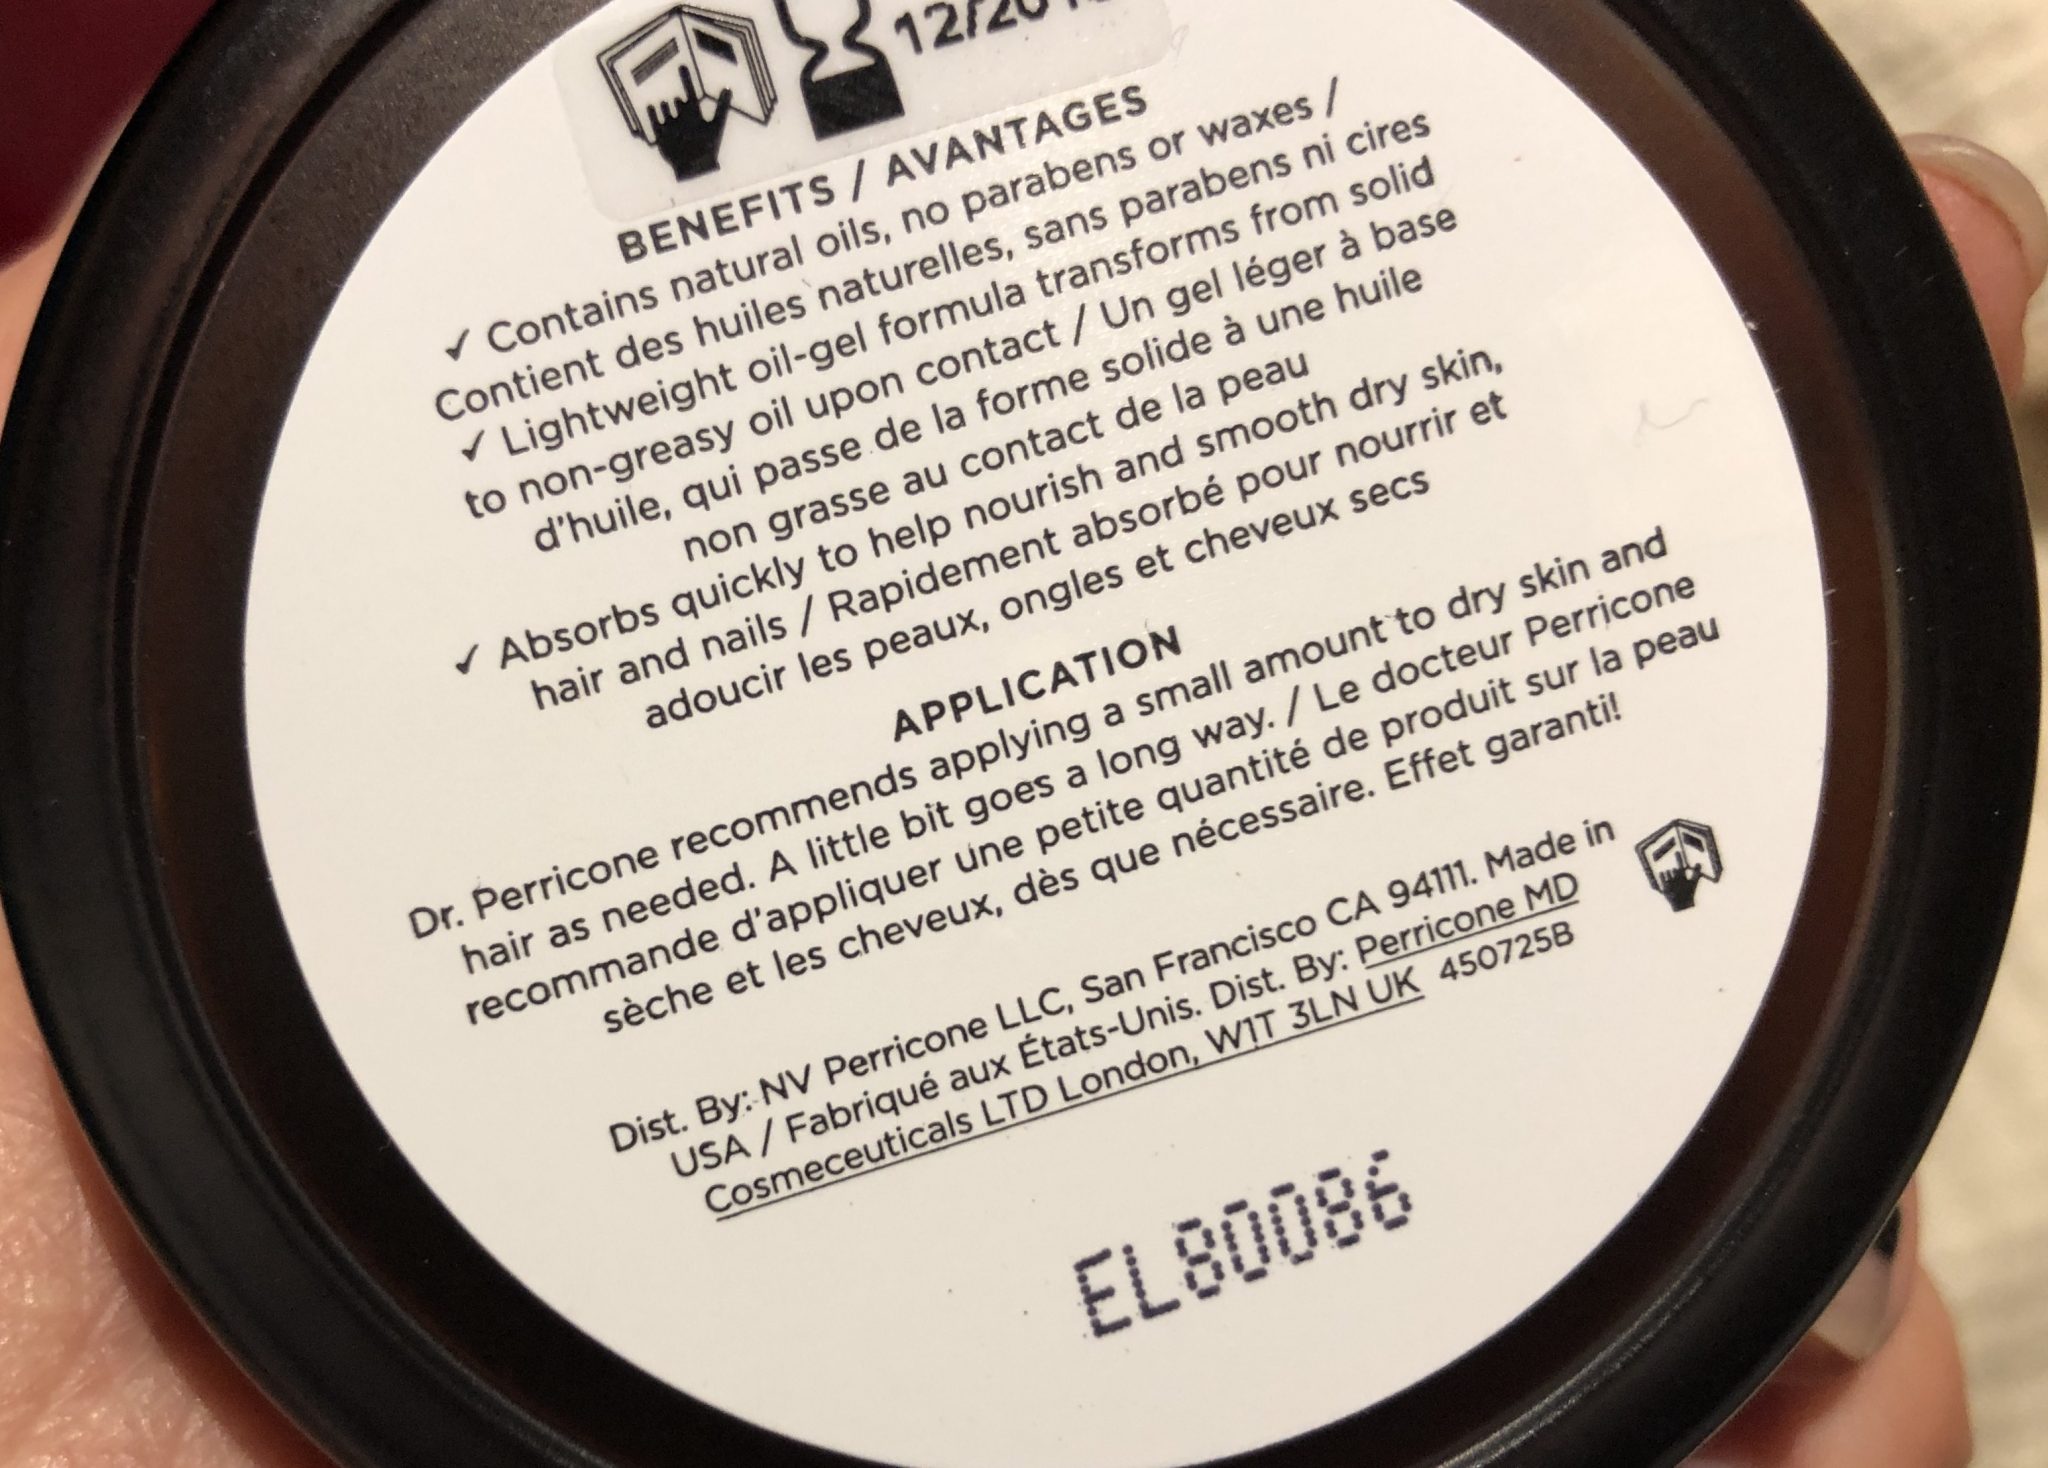 BENEFITS / AVANTAGES
✓ Contains natural oils, no parabens or waxes /
Contient des huiles naturelles, sans parabens ni cires
✓ Lightweight oil-gel formula transforms from solid
to non-greasy oil upon contact / Un gel léger à base
d'huile, qui passe de la forme solide à une huile
non grasse au contact de la peau
✓ Absorbs quickly to help nourish and smooth dry skin,
hair and nails / Rapidement absorbé pour nourrir et
adoucir les peaux, ongles et cheveux secs
APPLICATION
Dr. Perricone recommends applying a small amount to dry skin and
hair as needed. A little bit goes a long way. / Le docteur Perricone
recommande d'appliquer une petite quantité de produit sur la peau
sèche et les cheveux, dès que nécessaire. Effet garanti!
Dist. By: NV Perricone LLC, San Francisco CA 94111. Made in
USA / Fabriqué aux États-Unis. Dist. By: Perricone MD
Cosmeceuticals LTD London, W1T 3LN UK 450725B
EL80086